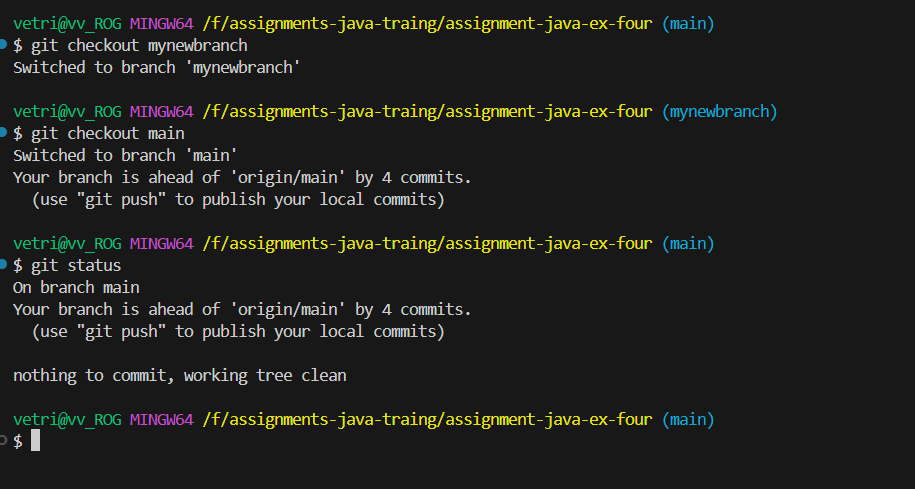 vetri@vv_ROG MINGW64 /f/assignments-java-traing/assignment-java-ex-four (main)
$ git checkout mynewbranch
Switched to branch 'mynewbranch'
vetri@vv_ROG MINGW64 /f/assignments-java-traing/assignment-java-ex-four (mynewbranch)
$ git checkout main
Switched to branch 'main'
Your branch is ahead of 'origin/main' by 4 commits.
(use "git push" to publish your local commits)
vetri@vv_ROG MINGW64 /f/assignments-java-traing/assignment-java-ex-four (main)
$ git status
On branch main
Your branch is ahead of 'origin/main' by 4 commits.
(use "git push" to publish your local commits)
nothing to commit, working tree clean
vetri@vv_ROG MINGW64 /f/assignments-java-traing/assignment-java-ex-four (main)
$